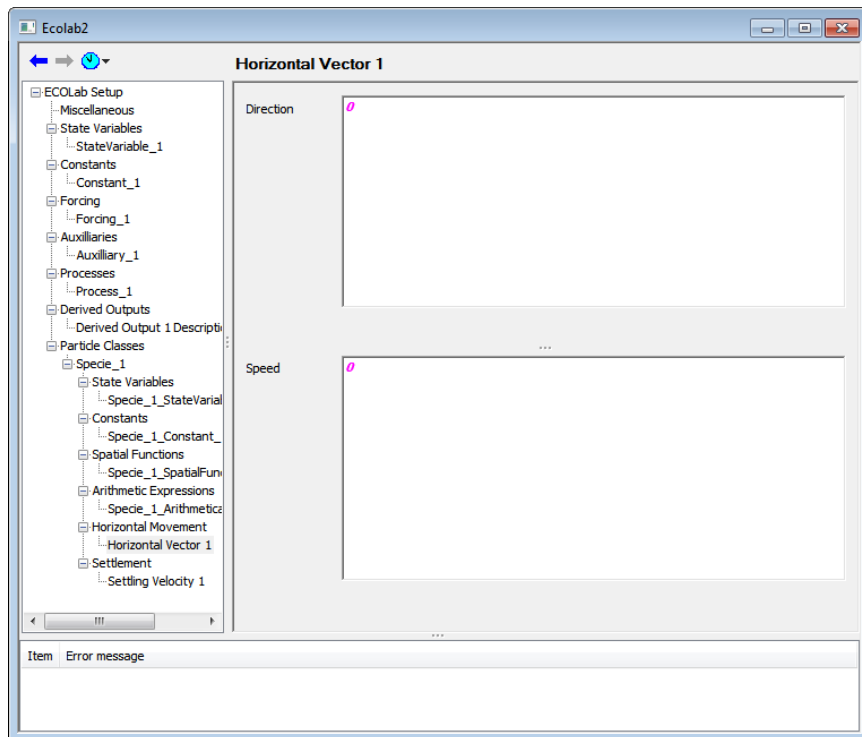 Ecolab2
Horizontal Vector 1
ECOLab Setup
Miscellaneous
State Variables
StateVariable_1
Constants
Constant_1
Forcing
Forcing_1
Auxilliaries
Auxilliary_1
Processes
Process_1
Derived Outputs
Derived Output 1 Descripti
Particle Classes
Specie_1
State Variables
Specie_1_StateVarial
Constants
Specie_1_Constant_
Spatial Functions
Specie_1_SpatialFun
Arithmetic Expressions
Specie_1_Arithmetica
Horizontal Movement
Horizontal Vector 1
Settlement
Settling Velocity 1
Direction
0
Speed
0
Item Error message